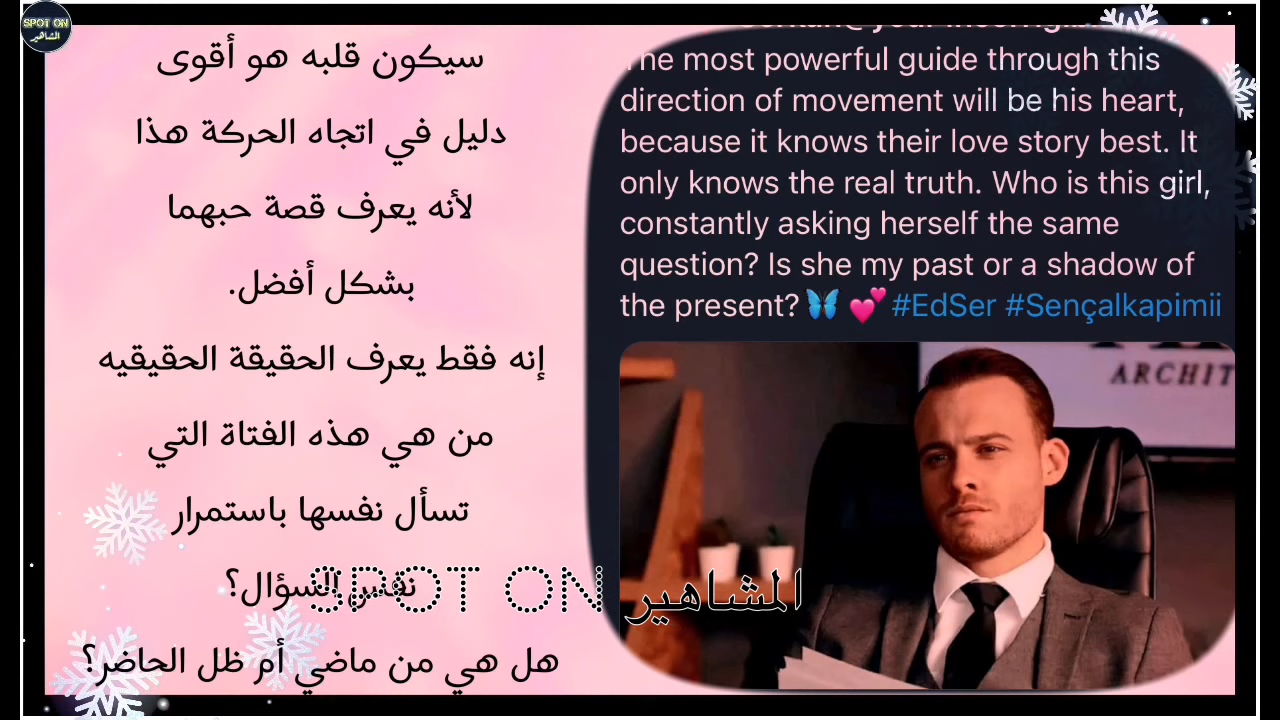 SPOT ON
المشاهير
سيكون قلبه هو أقوى
دليل في اتجاه الحركة هذا
لأنه يعرف قصة حبهما
بشكل أفضل.
إنه فقط يعرف الحقيقة الحقيقيه
من هي هذه الفتاة التي
تسأل نفسها باستمرار
نفس السؤال؟
هل هي من ماضي أم ظل الحاضر؟
The most powerful guide through this
direction of movement will be his heart,
because it knows their love story best. It
only knows the real truth. Who is this girl,
constantly asking herself the same
question? Is she my past or a shadow of
the present?🦋 💕 #EdSer #Sençalkapimii
ARCHIT
SPOT ON المشاهير